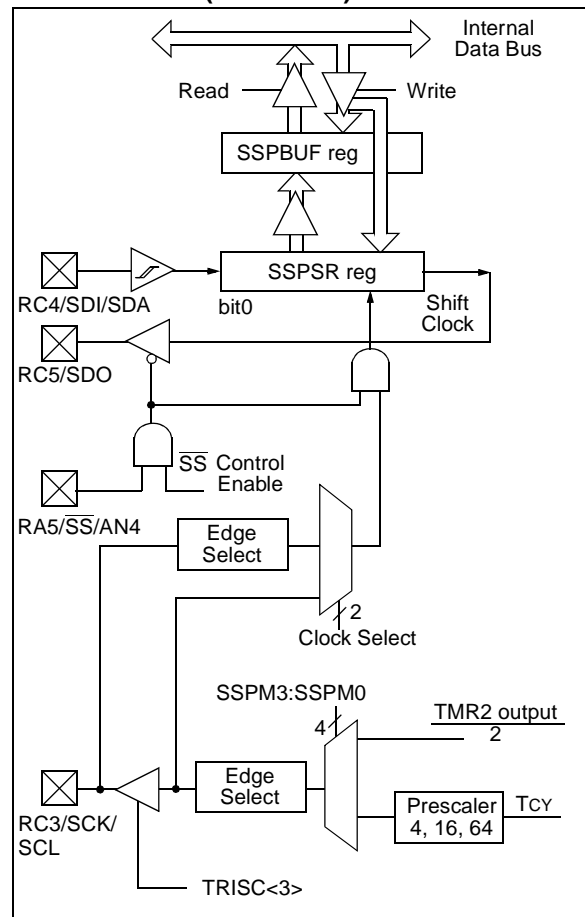 Internal
Data Bus
Read
Write
SSPBUF reg
SSPSR reg
RC4/SDI/SDA
bit0
Shift
Clock
RC5/SDO
SS Control
Enable
RA5/SS/AN4
Edge
Select
2
Clock Select
SSPM3:SSPM0
4
TMR2 output
2
Edge
Select
Prescaler
4, 16, 64
TCY
RC3/SCK/
SCL
TRISC<3>